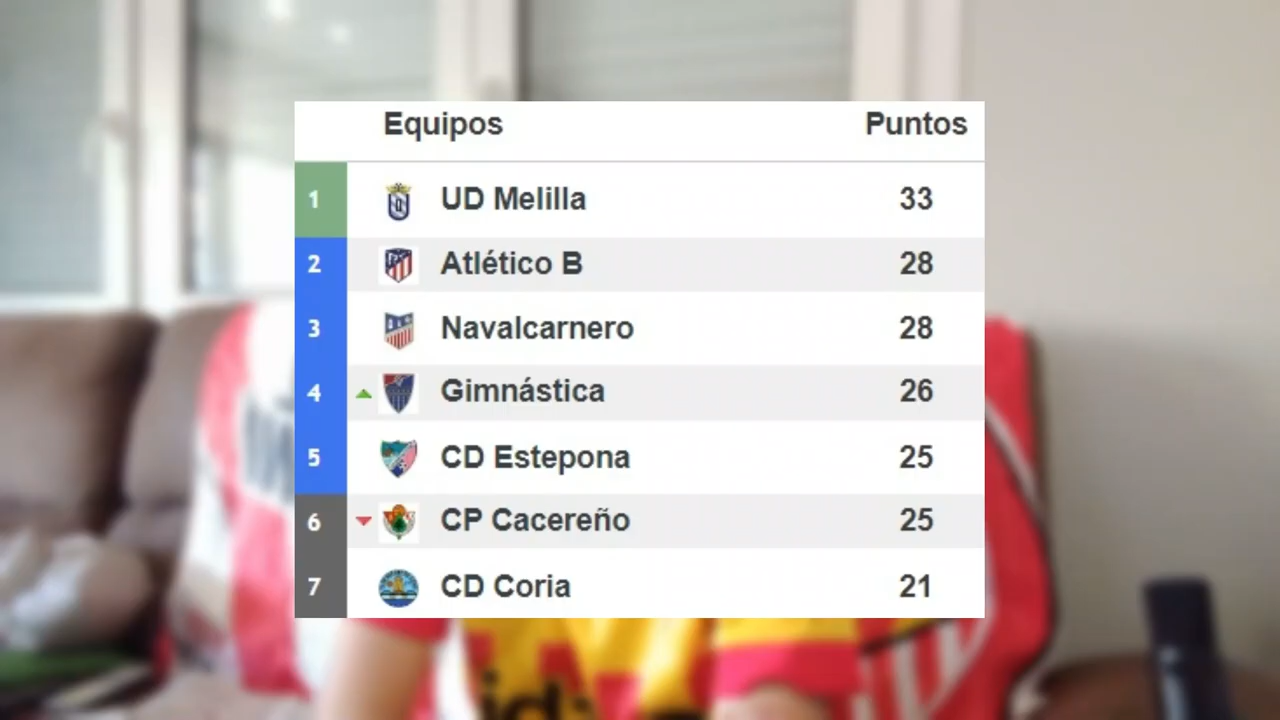 Equipos Puntos
1 UD Melilla 33
2 Atlético B 28
3 Navalcarnero 28
4 Gimnástica 26
5 CD Estepona 25
6 CP Cacereño 25
7 CD Coria 21